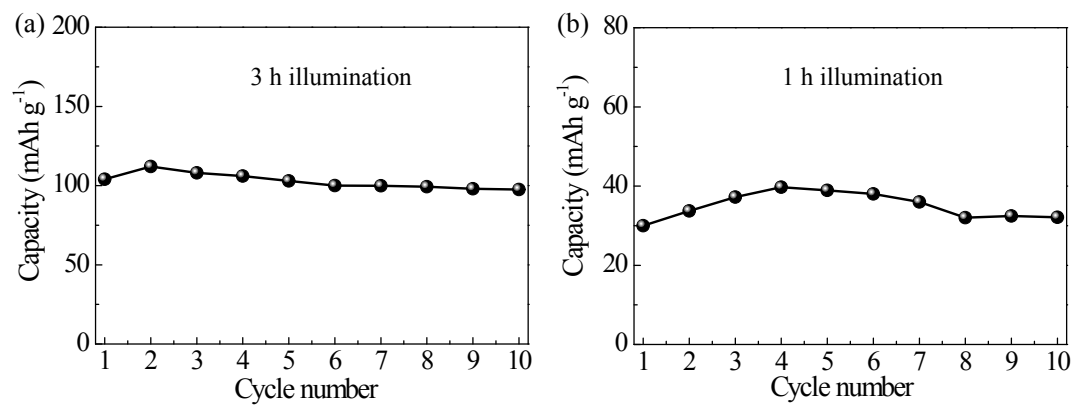 (a)
200
150
100
50
0
Capacity (mAh g⁻¹)
3 h illumination
1 2 3 4 5 6 7 8 9 10
Cycle number
(b)
80
60
40
20
0
Capacity (mAh g⁻¹)
1 h illumination
1 2 3 4 5 6 7 8 9 10
Cycle number